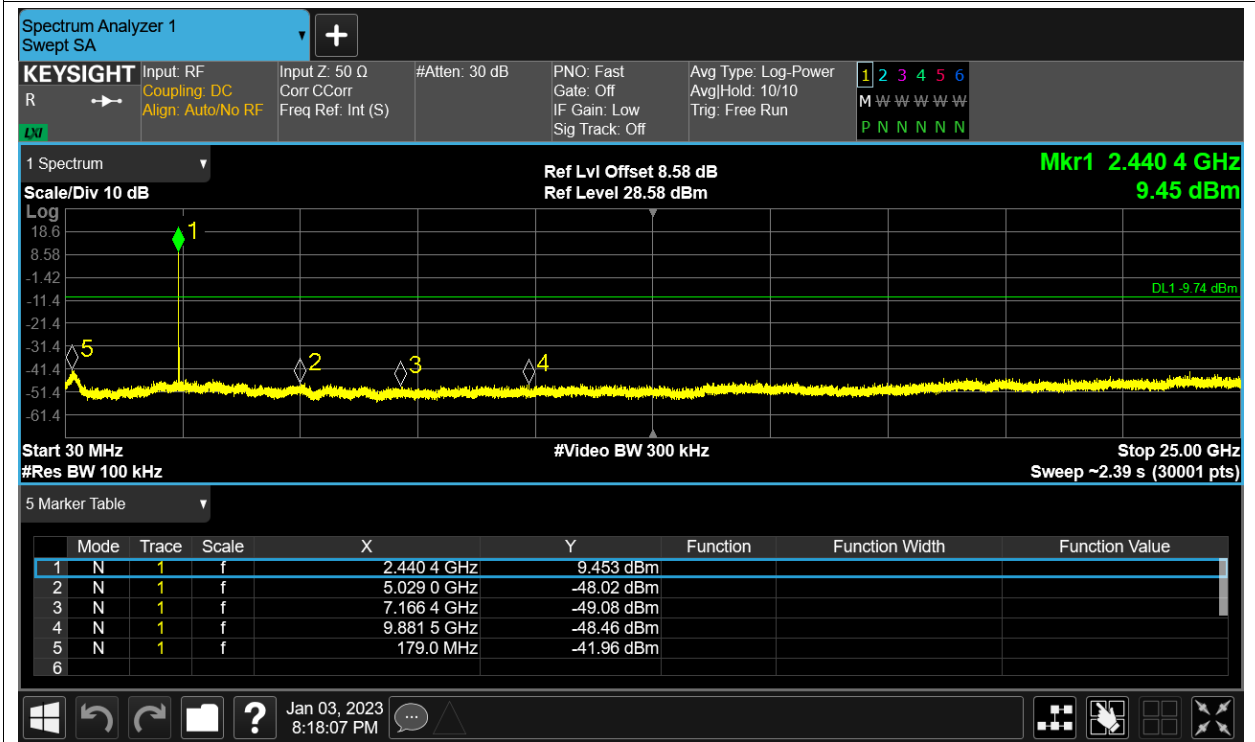 Spectrum Analyzer 1
Swept SA
KEYSIGHT
R
LXI
Input: RF
Coupling: DC
Align: Auto/No RF
Input Z: 50 Ω
Corr CCorr
Freq Ref: Int (S)
#Atten: 30 dB
PNO: Fast
Gate: Off
IF Gain: Low
Sig Track: Off
Avg Type: Log-Power
Avg|Hold: 10/10
Trig: Free Run
1 2 3 4 5 6
M W W W W W
P N N N N N
1 Spectrum
Scale/Div 10 dB
Ref Lvl Offset 8.58 dB
Ref Level 28.58 dBm
Mkr1 2.440 4 GHz
9.45 dBm
Log
18.6
8.58
-1.42
-11.4
-21.4
-31.4
-41.4
-51.4
-61.4
1
DL1 -9.74 dBm
5
2
3
4
Start 30 MHz
#Res BW 100 kHz
#Video BW 300 kHz
Stop 25.00 GHz
Sweep ~2.39 s (30001 pts)
5 Marker Table
Mode Trace Scale X Y Function Function Width Function Value
1 N 1 f 2.440 4 GHz 9.453 dBm
2 N 1 f 5.029 0 GHz -48.02 dBm
3 N 1 f 7.166 4 GHz -49.08 dBm
4 N 1 f 9.881 5 GHz -48.46 dBm
5 N 1 f 179.0 MHz -41.96 dBm
6
?
Jan 03, 2023
8:18:07 PM